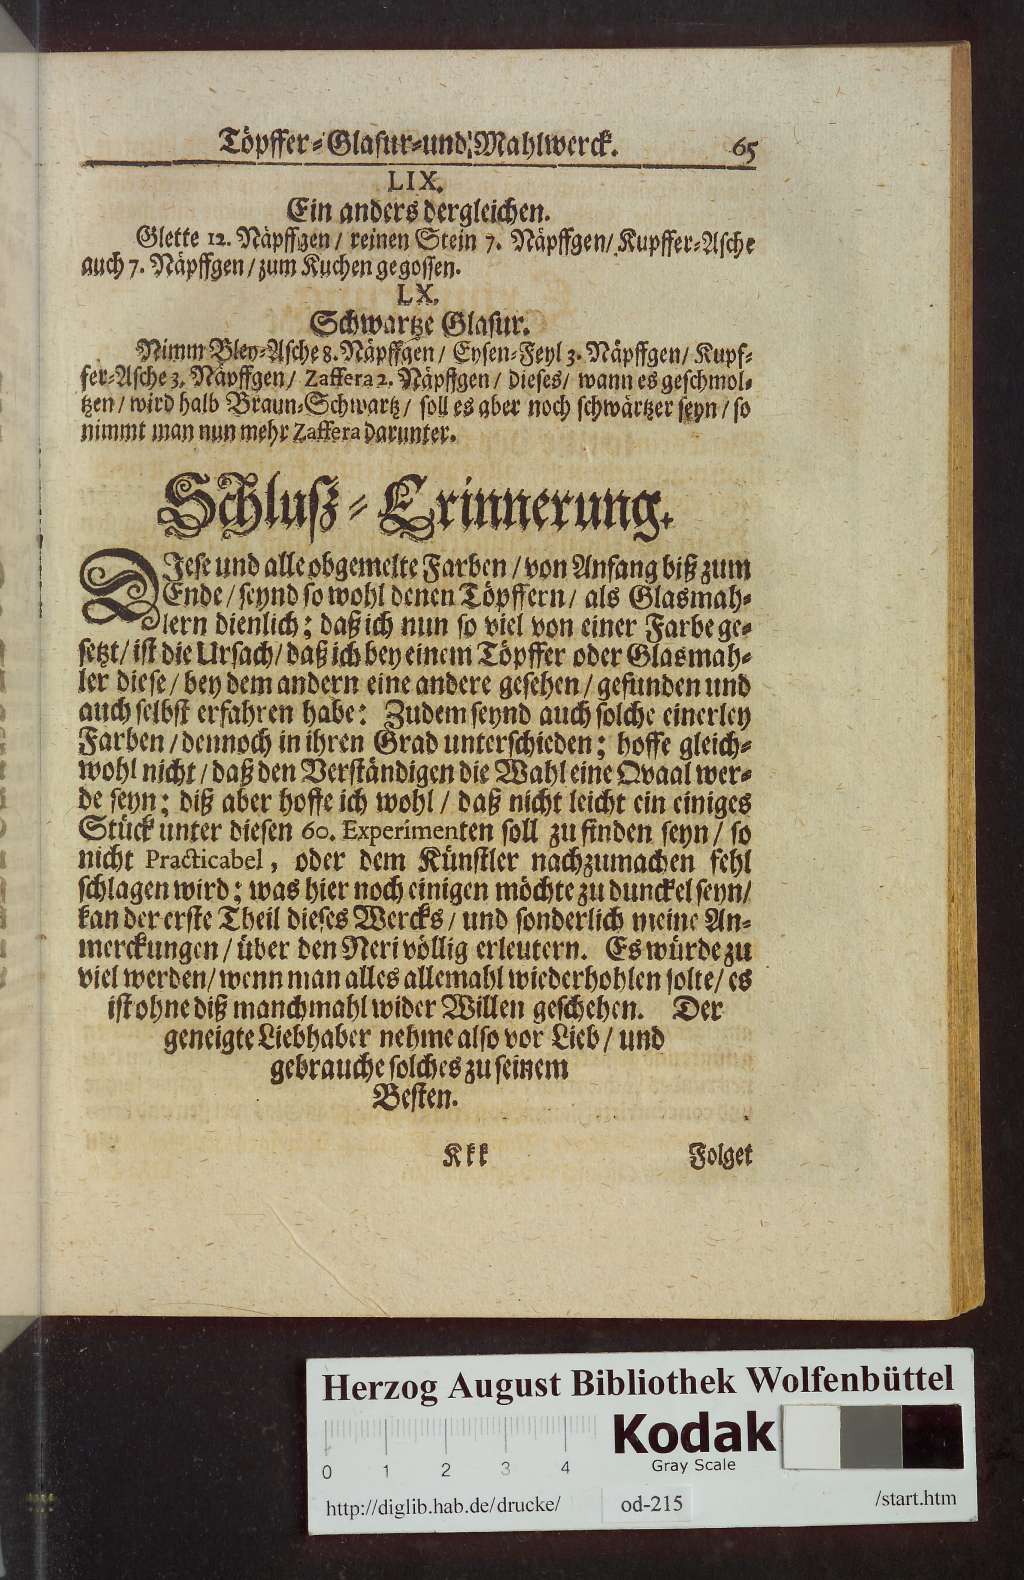 Töpffer-Glasur-und Mahlwerck. 65
LIX.
Ein anders dergleichen.
Glette 12. Näpffgen / reinen Stein 7. Näpffgen / Kupffer-Asche
auch 7. Näpffgen / zum Kuchen gegossen.
LX.
Schwartze Glasur.
Nimm Bley-Asche 8. Näpffgen / Eysen-Feyl 3. Näpffgen / Kupf-
fer-Asche 3. Näpffgen / Zaffera 2. Näpffgen / dieses / wann es geschmol-
tzen / wird halb Braun-Schwartz / soll es aber noch schwärtzer seyn / so
nimmt man nun mehr Zaffera darunter.
Schlusz-Erinnerung.
DIese und alle obgemelte Farben / von Anfang biß zum
Ende / seynd so wohl denen Töpffern / als Glasmah-
lern dienlich; daß ich nun so viel von einer Farbe ge-
setzt / ist die Ursach / daß ich bey einem Töpffer oder Glasmah-
ler diese / bey dem andern eine andere gesehen / gefunden und
auch selbst erfahren habe: Zudem seynd auch solche einerley
Farben / dennoch in ihren Grad unterschieden; hoffe gleich-
wohl nicht / daß den Verständigen die Wahl eine Qvaal wer-
de seyn; diß aber hoffe ich wohl / daß nicht leicht ein einiges
Stück unter diesen 60. Experimenten soll zu finden seyn / so
nicht Practicabel, oder dem Künstler nachzumachen fehl
schlagen wird; was hier noch einigen möchte zu dunckel seyn /
kan der erste Theil dieses Wercks / und sonderlich meine An-
merckungen / über den Neri völlig erleutern. Es würde zu
viel werden / wenn man alles allemahl wiederhohlen solte / es
ist ohne diß manchmahl wider Willen geschehen. Der
geneigte Liebhaber nehme also vor Lieb / und
gebrauche solches zu seinem
Besten.
Kkk Folget
Herzog August Bibliothek Wolfenbüttel
Kodak
Gray Scale
0 1 2 3 4
http://diglib.hab.de/drucke/ od-215 /start.htm